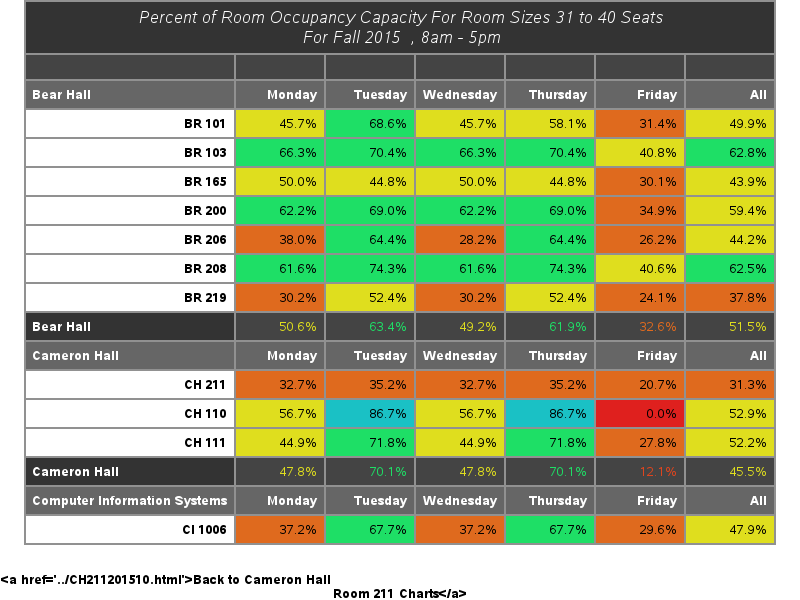 Percent of Room Occupancy Capacity For Room Sizes 31 to 40 Seats
For Fall 2015 , 8am - 5pm
Bear Hall Monday Tuesday Wednesday Thursday Friday All
BR 101 45.7% 68.6% 45.7% 58.1% 31.4% 49.9%
BR 103 66.3% 70.4% 66.3% 70.4% 40.8% 62.8%
BR 165 50.0% 44.8% 50.0% 44.8% 30.1% 43.9%
BR 200 62.2% 69.0% 62.2% 69.0% 34.9% 59.4%
BR 206 38.0% 64.4% 28.2% 64.4% 26.2% 44.2%
BR 208 61.6% 74.3% 61.6% 74.3% 40.6% 62.5%
BR 219 30.2% 52.4% 30.2% 52.4% 24.1% 37.8%
Bear Hall 50.6% 63.4% 49.2% 61.9% 32.6% 51.5%
Cameron Hall Monday Tuesday Wednesday Thursday Friday All
CH 211 32.7% 35.2% 32.7% 35.2% 20.7% 31.3%
CH 110 56.7% 86.7% 56.7% 86.7% 0.0% 52.9%
CH 111 44.9% 71.8% 44.9% 71.8% 27.8% 52.2%
Cameron Hall 47.8% 70.1% 47.8% 70.1% 12.1% 45.5%
Computer Information Systems Monday Tuesday Wednesday Thursday Friday All
CI 1006 37.2% 67.7% 37.2% 67.7% 29.6% 47.9%
<a href='../CH211201510.html'>Back to Cameron Hall
Room 211 Charts</a>